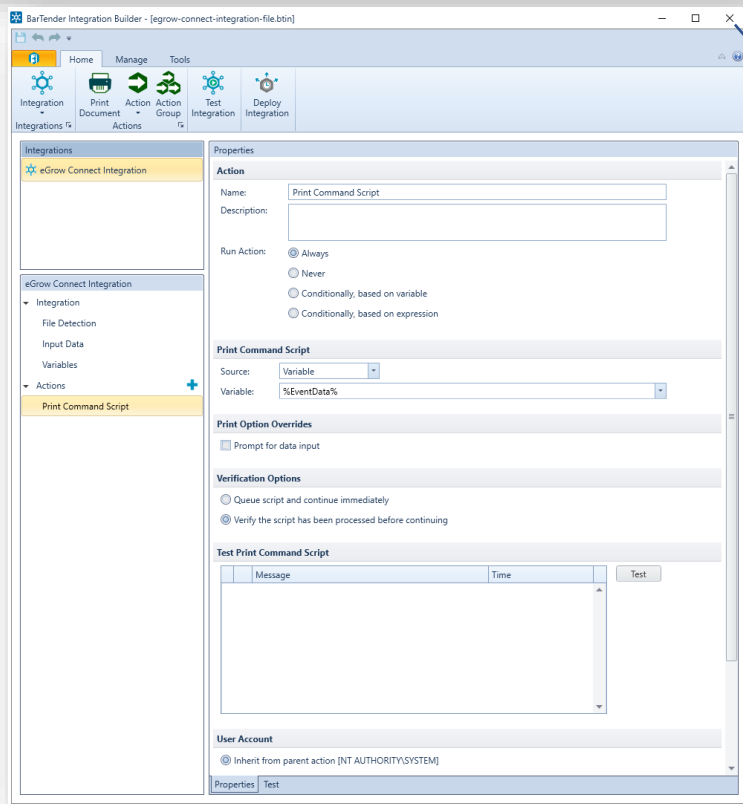 BarTender Integration Builder - [egrow-connect-integration-file.btin]
Home Manage Tools
Integration Print Document Action Action Group Test Integration Deploy Integration
Integrations Actions
Integrations
eGrow Connect Integration
eGrow Connect Integration
Integration
File Detection
Input Data
Variables
Actions
Print Command Script
Properties
Action
Name: Print Command Script
Description:
Run Action: Always
Never
Conditionally, based on variable
Conditionally, based on expression
Print Command Script
Source: Variable
Variable: %EventData%
Print Option Overrides
Prompt for data input
Verification Options
Queue script and continue immediately
Verify the script has been processed before continuing
Test Print Command Script
Message Time Test
User Account
Inherit from parent action [NT AUTHORITY\SYSTEM]
Properties Test